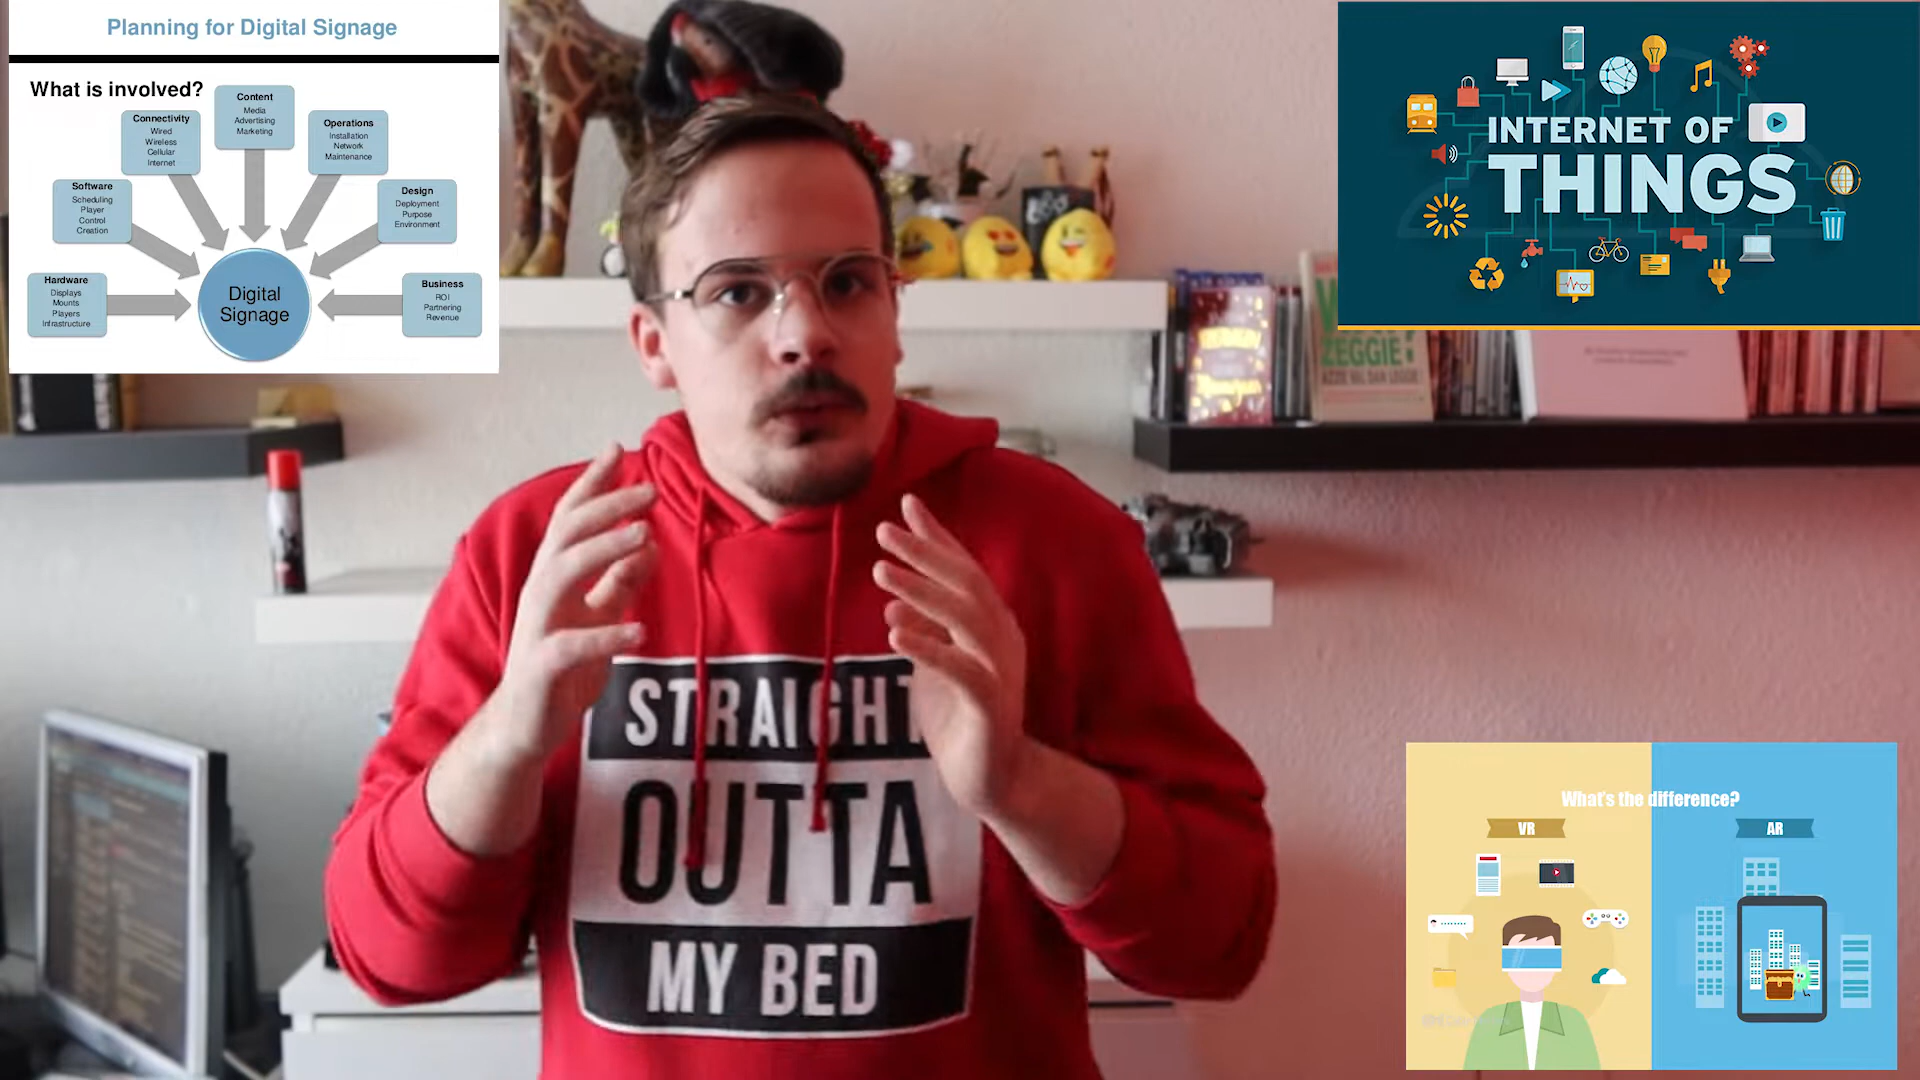 Planning for Digital Signage
What is involved?
Content
Media
Advertising
Marketing
Connectivity
Wired
Wireless
Cellular
Internet
Operations
Installation
Network
Maintenance
Software
Scheduling
Player
Control
Creation
Design
Deployment
Purpose
Environment
Hardware
Displays
Mounts
Players
Infrastructure
Digital
Signage
Business
ROI
Partnering
Revenue
INTERNET OF
THINGS
ZEGGIE?
STRAIGHT
OUTTA
MY BED
What's the difference?
VR
AR